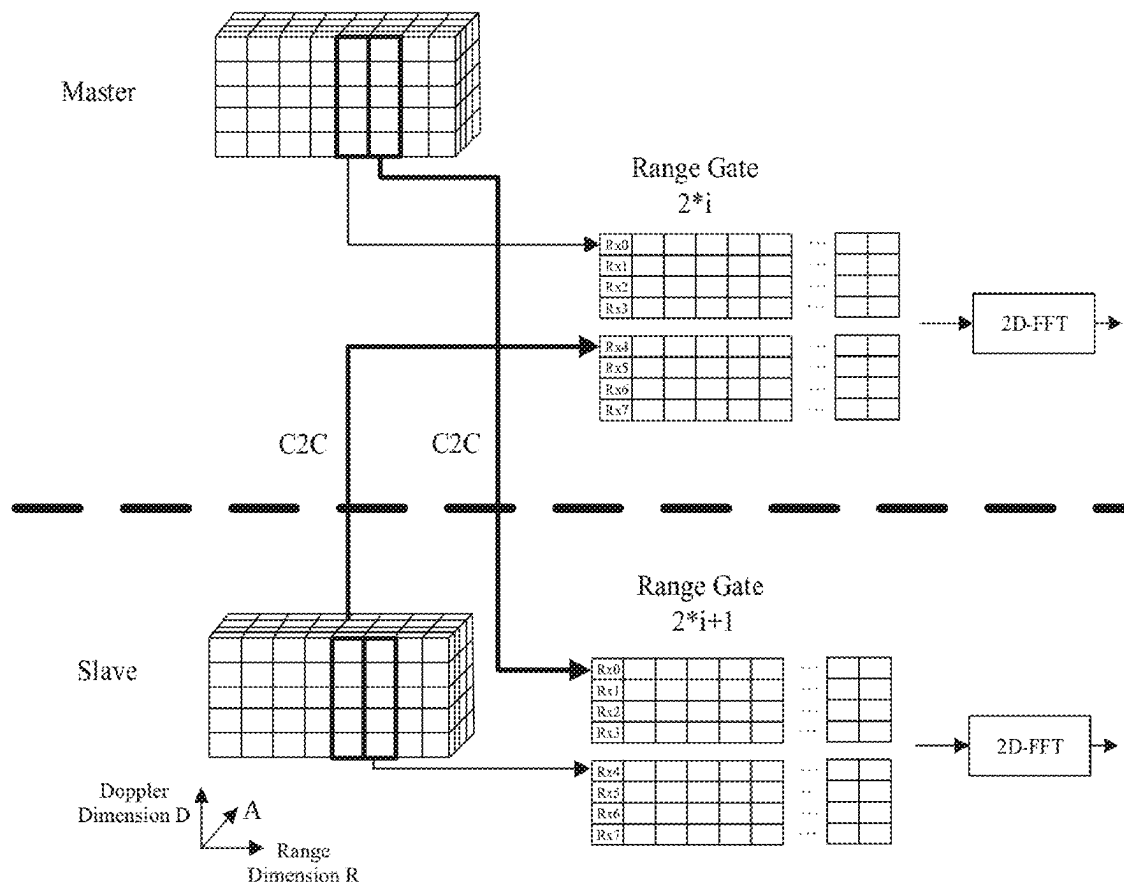 Master
Range Gate
2*i
Rx0
...
Rx1
...
Rx2
...
Rx3
...
2D-FFT
Rx4
...
Rx5
...
Rx6
...
Rx7
...
C2C
C2C
Range Gate
2*i+1
Slave
Rx0
...
Rx1
...
Rx2
...
Rx3
...
2D-FFT
Rx4
...
Rx5
...
Rx6
...
Rx7
...
Doppler
Dimension D
A
Range
Dimension R